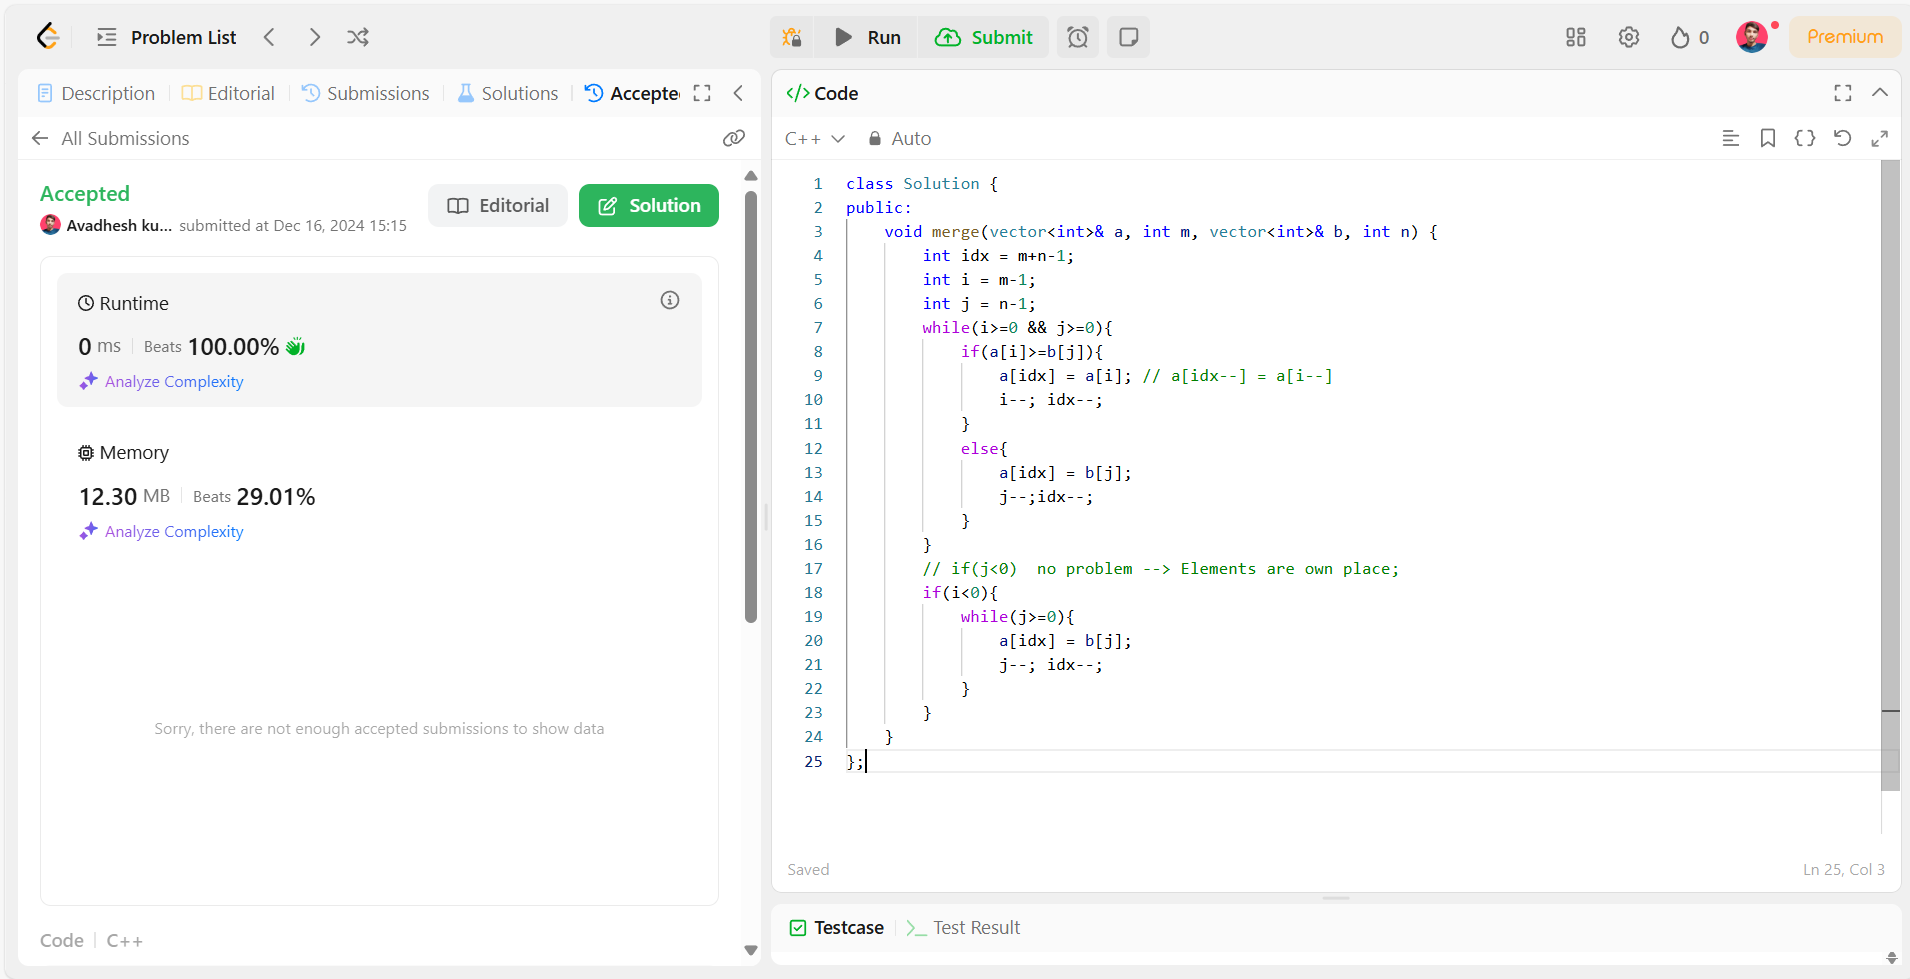 Problem List
Run
Submit
0
Premium
Description
Editorial
Submissions
Solutions
Accepte
All Submissions
Accepted
Avadhesh ku... submitted at Dec 16, 2024 15:15
Editorial
Solution
Runtime
0 ms Beats 100.00%
Analyze Complexity
Memory
12.30 MB Beats 29.01%
Analyze Complexity
Sorry, there are not enough accepted submissions to show data
Code C++
</> Code
C++ Auto
1 class Solution {
2 public:
3 void merge(vector<int>& a, int m, vector<int>& b, int n) {
4 int idx = m+n-1;
5 int i = m-1;
6 int j = n-1;
7 while(i>=0 && j>=0){
8 if(a[i]>=b[j]){
9 a[idx] = a[i]; // a[idx--] = a[i--]
10 i--; idx--;
11 }
12 else{
13 a[idx] = b[j];
14 j--;idx--;
15 }
16 }
17 // if(j<0)  no problem --> Elements are own place;
18 if(i<0){
19 while(j>=0){
20 a[idx] = b[j];
21 j--; idx--;
22 }
23 }
24 }
25 };
Saved
Ln 25, Col 3
Testcase
Test Result